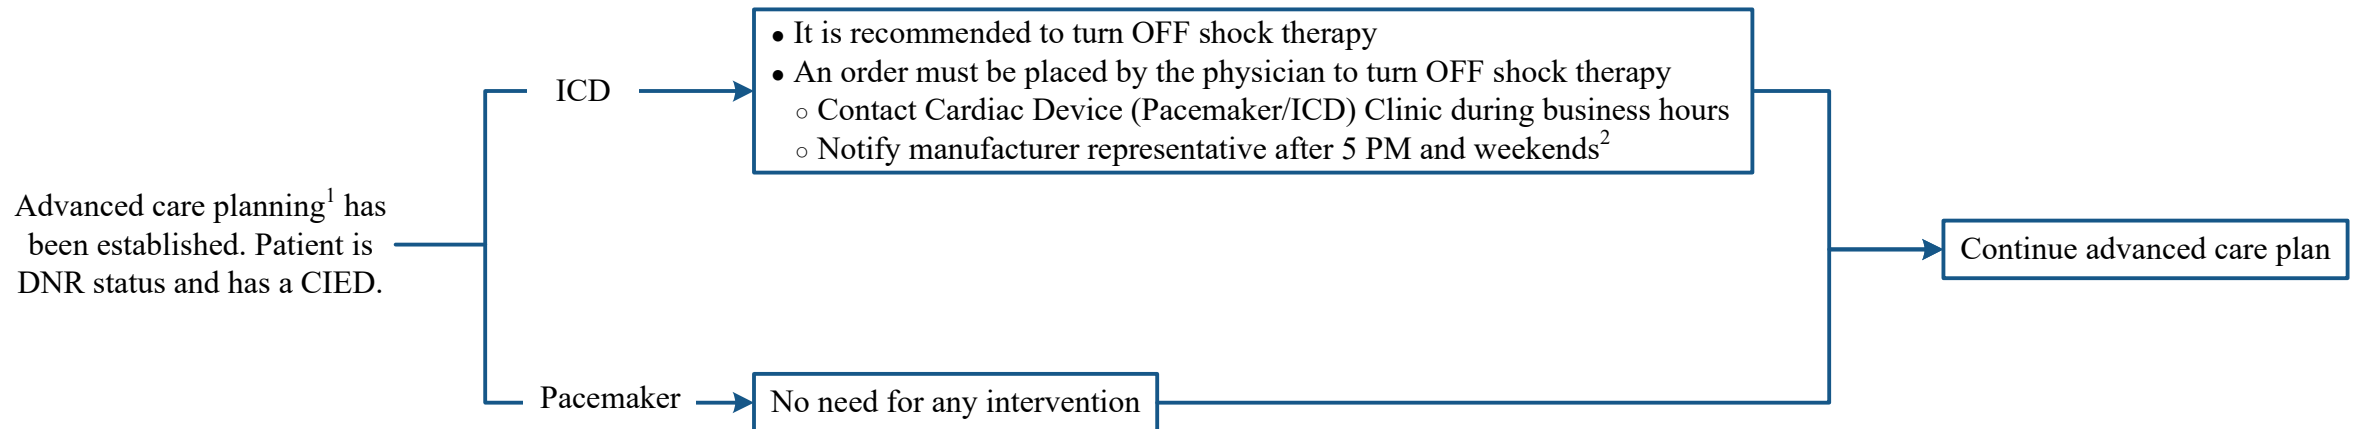 ● It is recommended to turn OFF shock therapy
● An order must be placed by the physician to turn OFF shock therapy
○ Contact Cardiac Device (Pacemaker/ICD) Clinic during business hours
○ Notify manufacturer representative after 5 PM and weekends2
ICD
Advanced care planning1 has
been established. Patient is
DNR status and has a CIED.
Continue advanced care plan
Pacemaker
No need for any intervention